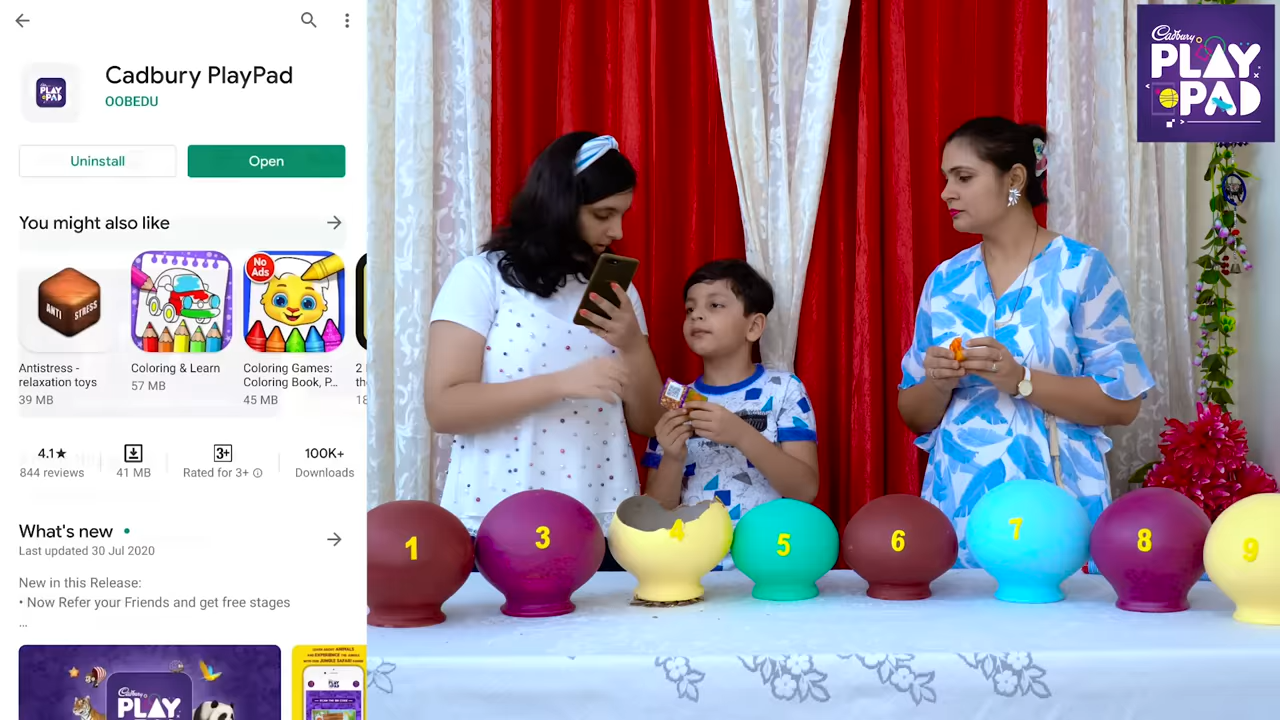 Cadbury PlayPad
OOBEDU
Uninstall
Open
You might also like
ANTI STRESS
No
Ads
Antistress -
relaxation toys
39 MB
Coloring & Learn
57 MB
Coloring Games:
Coloring Book, P...
45 MB
4.1★
844 reviews
41 MB
3+
Rated for 3+
100K+
Downloads
What's new
Last updated 30 Jul 2020
New in this Release:
• Now Refer your Friends and get free stages
...
Cadbury
PLAY
Cadbury
PLAY
PAD
1
3
4
5
6
7
8
9